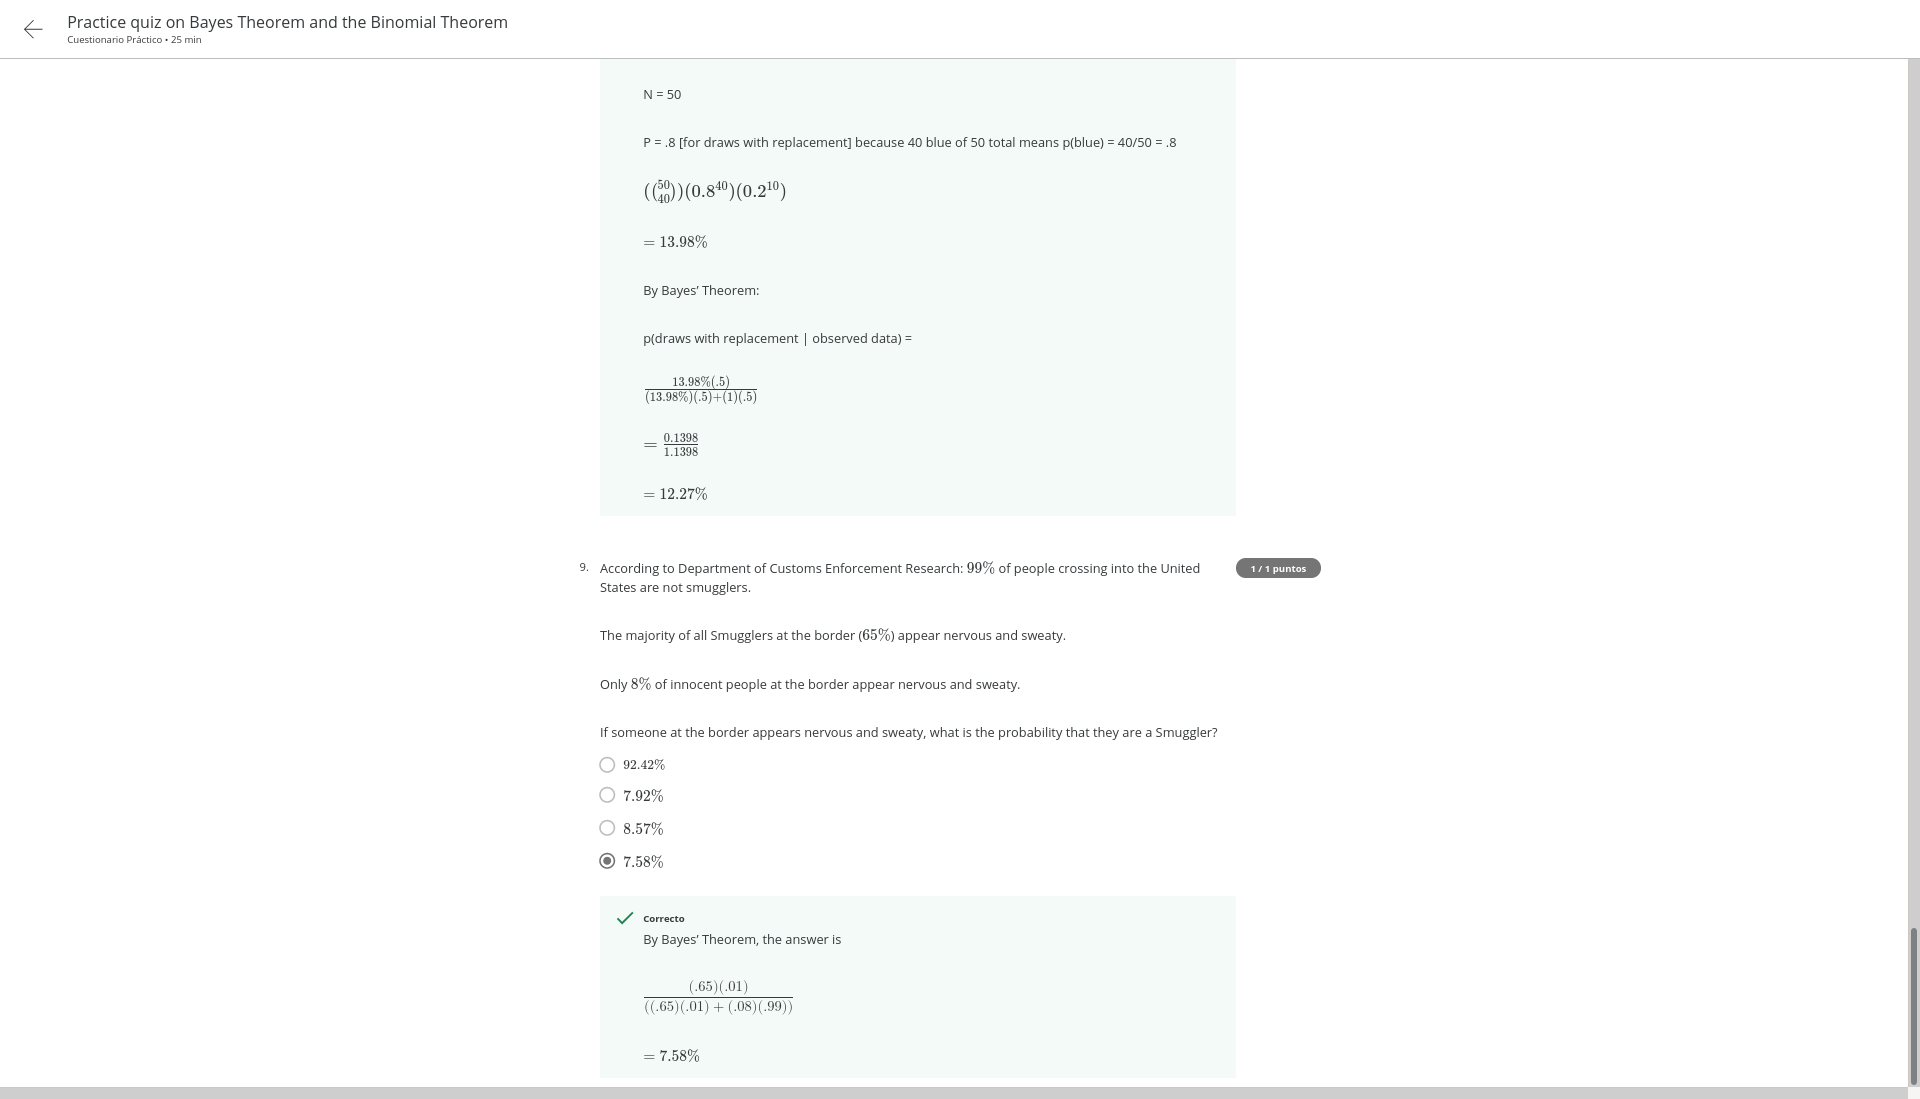 Practice quiz on Bayes Theorem and the Binomial Theorem
Cuestionario Práctico • 25 min
N = 50
P = .8 [for draws with replacement] because 40 blue of 50 total means p(blue) = 40/50 = .8
((50 40))(0.8^40)(0.2^10)
= 13.98%
By Bayes’ Theorem:
p(draws with replacement | observed data) =
13.98%(.5)
(13.98%)(.5)+(1)(.5)
= 0.1398
1.1398
= 12.27%
9. According to Department of Customs Enforcement Research: 99% of people crossing into the United
States are not smugglers.
1 / 1 puntos
The majority of all Smugglers at the border (65%) appear nervous and sweaty.
Only 8% of innocent people at the border appear nervous and sweaty.
If someone at the border appears nervous and sweaty, what is the probability that they are a Smuggler?
92.42%
7.92%
8.57%
7.58%
Correcto
By Bayes’ Theorem, the answer is
(.65)(.01)
((.65)(.01) + (.08)(.99))
= 7.58%